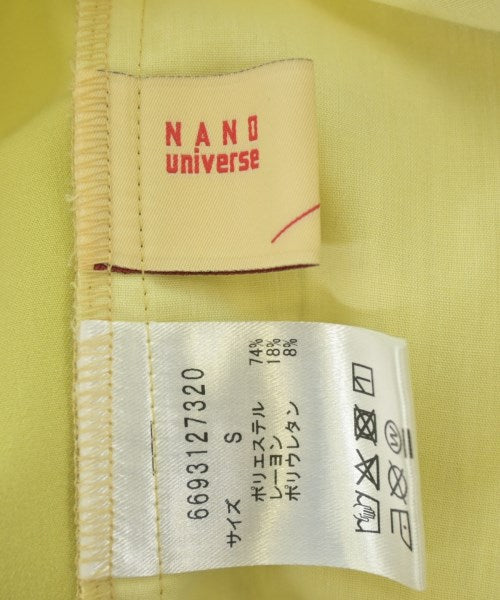 NANO
universe
6693127320
サイズ S
ポリエステル 74%
レーヨン 18%
ポリウレタン 8%
W